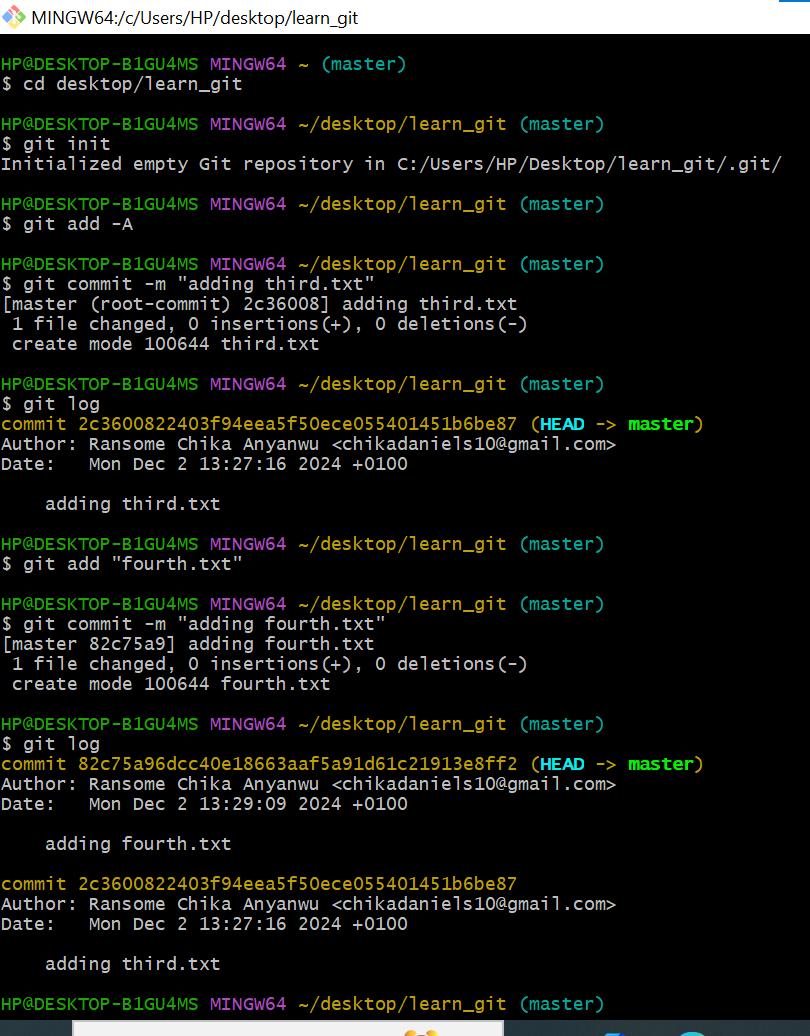 MINGW64:/c/Users/HP/desktop/learn_git
HP@DESKTOP-B1GU4MS MINGW64 ~ (master)
$ cd desktop/learn_git
HP@DESKTOP-B1GU4MS MINGW64 ~/desktop/learn_git (master)
$ git init
Initialized empty Git repository in C:/Users/HP/Desktop/learn_git/.git/
HP@DESKTOP-B1GU4MS MINGW64 ~/desktop/learn_git (master)
$ git add -A
HP@DESKTOP-B1GU4MS MINGW64 ~/desktop/learn_git (master)
$ git commit -m "adding third.txt"
[master (root-commit) 2c36008] adding third.txt
 1 file changed, 0 insertions(+), 0 deletions(-)
 create mode 100644 third.txt
HP@DESKTOP-B1GU4MS MINGW64 ~/desktop/learn_git (master)
$ git log
commit 2c3600822403f94eea5f50ece055401451b6be87 (HEAD -> master)
Author: Ransome Chika Anyanwu <chikadaniels10@gmail.com>
Date:   Mon Dec 2 13:27:16 2024 +0100
    adding third.txt
HP@DESKTOP-B1GU4MS MINGW64 ~/desktop/learn_git (master)
$ git add "fourth.txt"
HP@DESKTOP-B1GU4MS MINGW64 ~/desktop/learn_git (master)
$ git commit -m "adding fourth.txt"
[master 82c75a9] adding fourth.txt
 1 file changed, 0 insertions(+), 0 deletions(-)
 create mode 100644 fourth.txt
HP@DESKTOP-B1GU4MS MINGW64 ~/desktop/learn_git (master)
$ git log
commit 82c75a96dcc40e18663aaf5a91d61c21913e8ff2 (HEAD -> master)
Author: Ransome Chika Anyanwu <chikadaniels10@gmail.com>
Date:   Mon Dec 2 13:29:09 2024 +0100
    adding fourth.txt
commit 2c3600822403f94eea5f50ece055401451b6be87
Author: Ransome Chika Anyanwu <chikadaniels10@gmail.com>
Date:   Mon Dec 2 13:27:16 2024 +0100
    adding third.txt
HP@DESKTOP-B1GU4MS MINGW64 ~/desktop/learn_git (master)